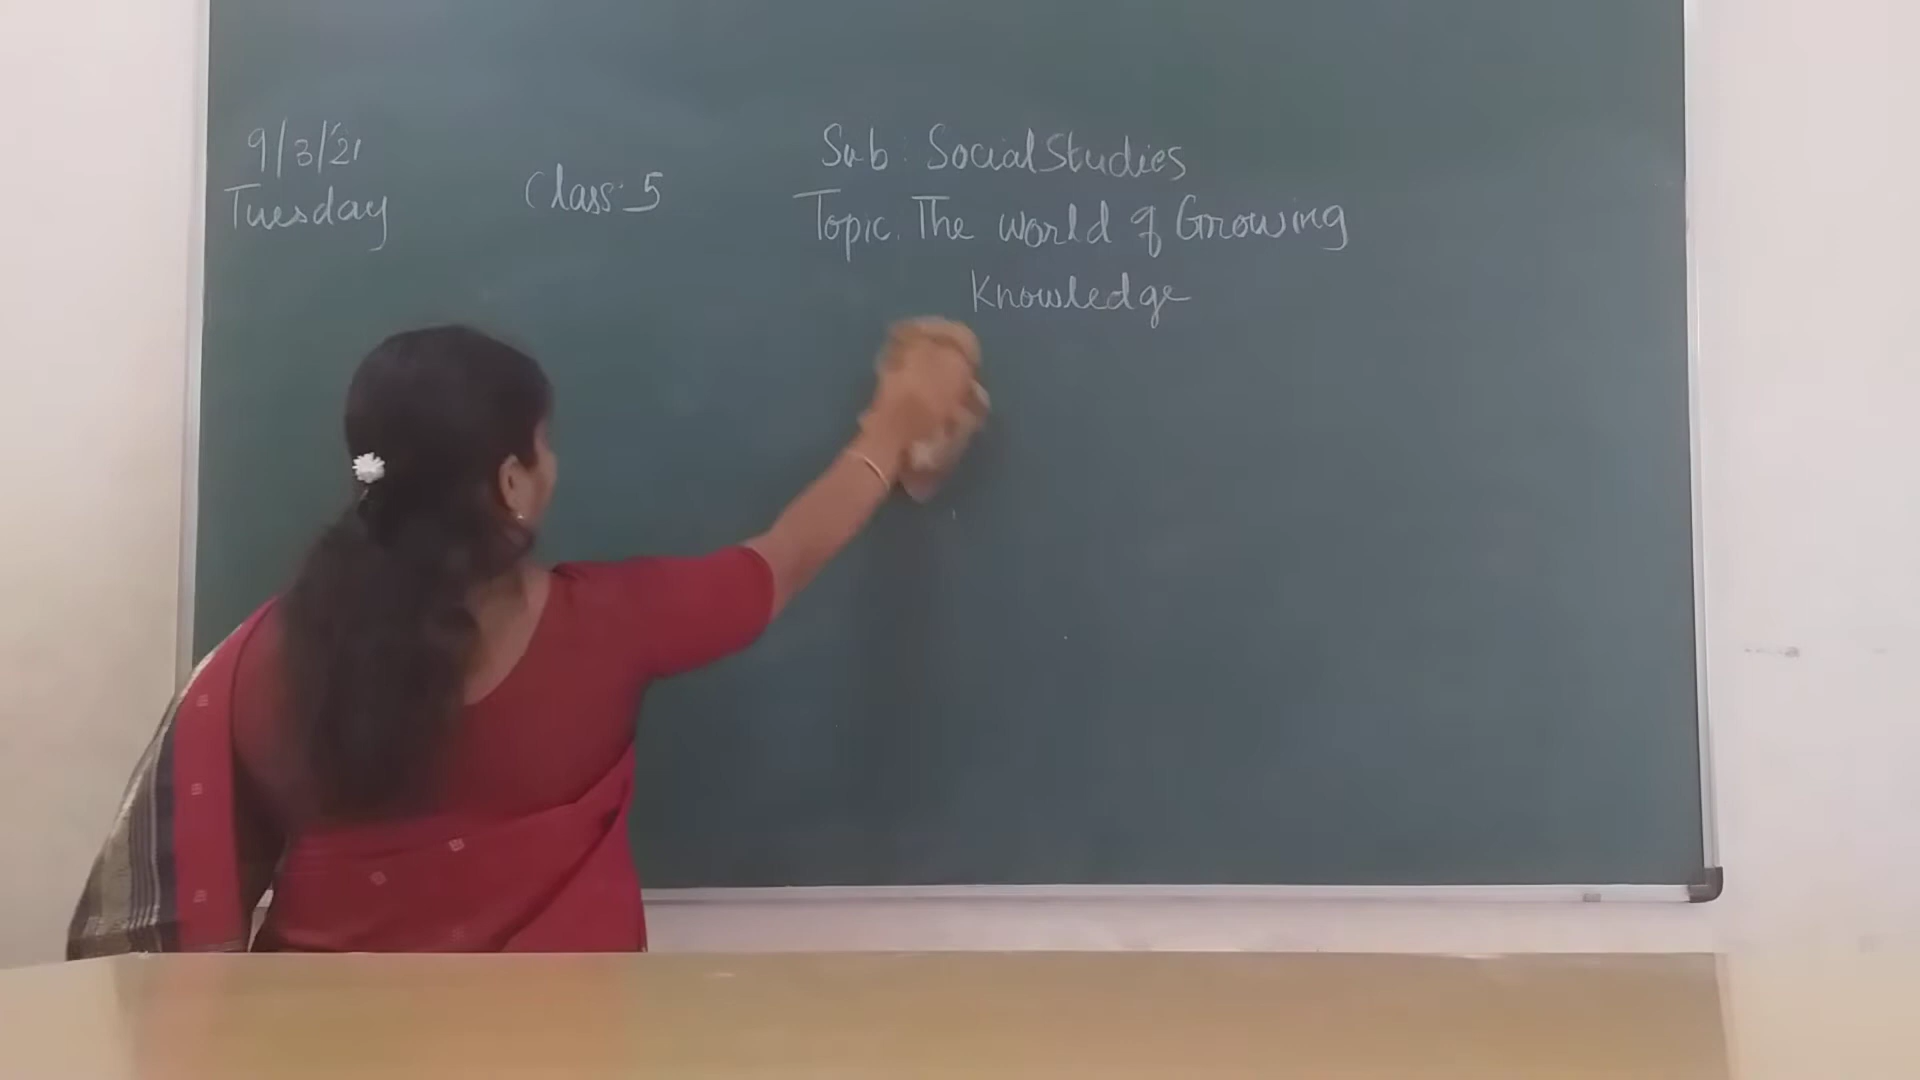 9/3/'21
Tuesday
Class: 5
Sub: Social Studies
Topic: The world of Growing
Knowledge